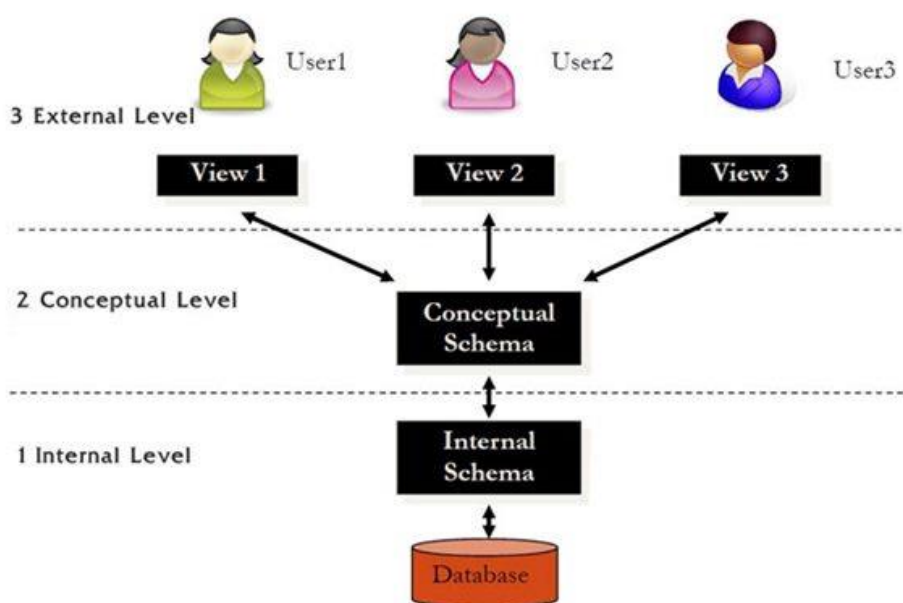 User1
User2
User3
3 External Level
View 1
View 2
View 3
2 Conceptual Level
Conceptual
Schema
1 Internal Level
Internal
Schema
Database